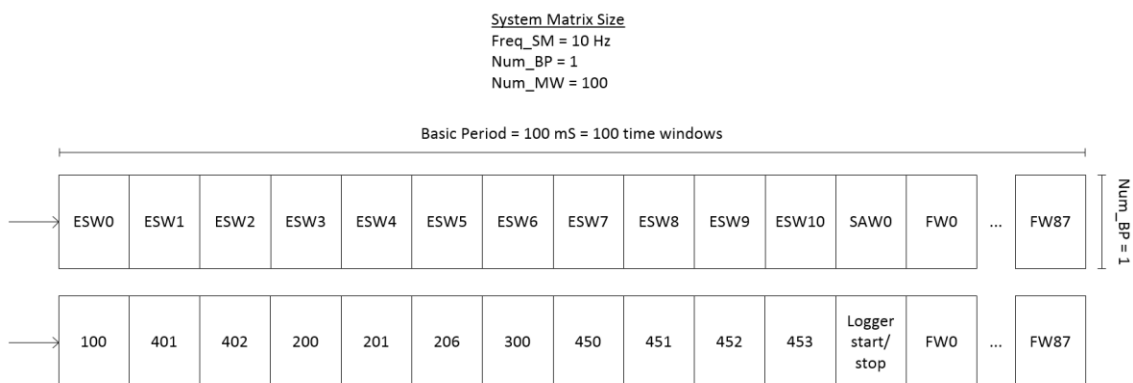 System Matrix Size
Freq_SM = 10 Hz
Num_BP = 1
Num_MW = 100
Basic Period = 100 mS = 100 time windows
ESW0 ESW1 ESW2 ESW3 ESW4 ESW5 ESW6 ESW7 ESW8 ESW9 ESW10 SAW0 FW0 ... FW87
Num_BP = 1
100 401 402 200 201 206 300 450 451 452 453 Logger start/ stop FW0 ... FW87